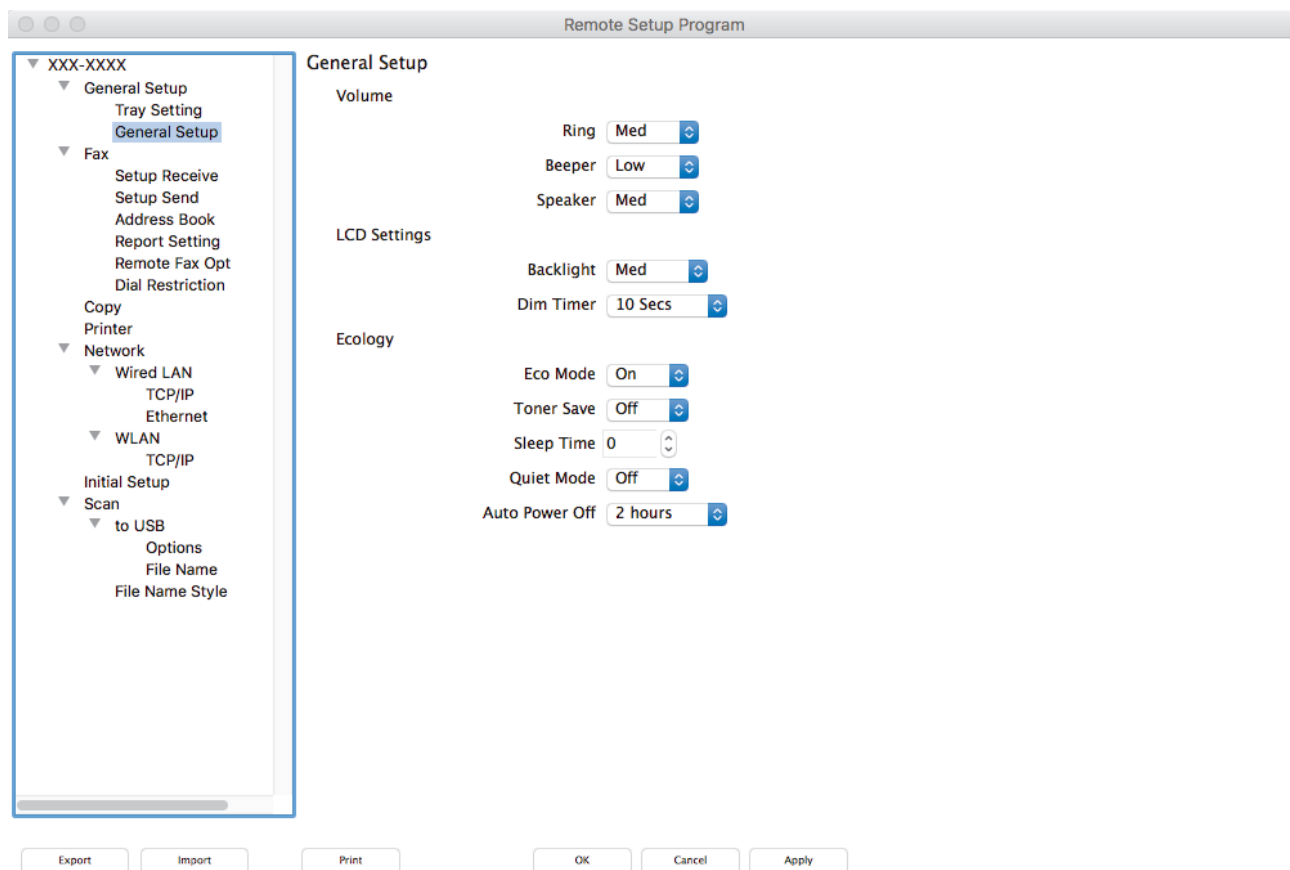 Remote Setup Program
XXX-XXXX
General Setup
Tray Setting
General Setup
Fax
Setup Receive
Setup Send
Address Book
Report Setting
Remote Fax Opt
Dial Restriction
Copy
Printer
Network
Wired LAN
TCP/IP
Ethernet
WLAN
TCP/IP
Initial Setup
Scan
to USB
Options
File Name
File Name Style
General Setup
Volume
Ring Med
Beeper Low
Speaker Med
LCD Settings
Backlight Med
Dim Timer 10 Secs
Ecology
Eco Mode On
Toner Save Off
Sleep Time 0
Quiet Mode Off
Auto Power Off 2 hours
Export Import Print OK Cancel Apply